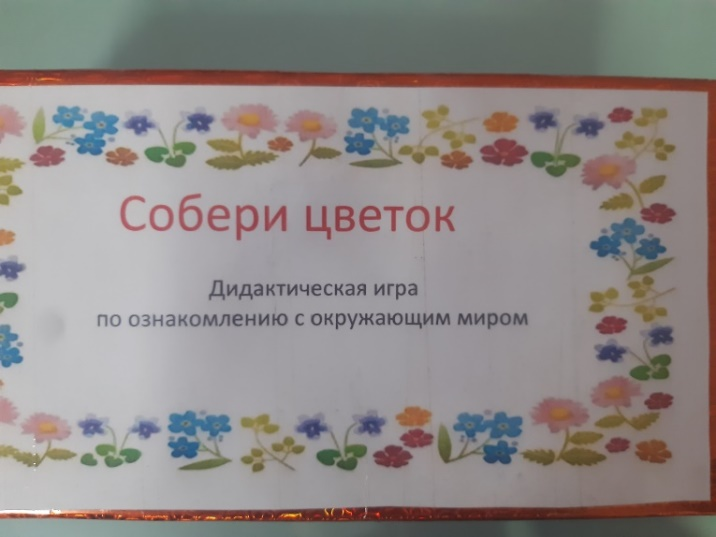 Собери цветок
Дидактическая игра
по ознакомлению с окружающим миром